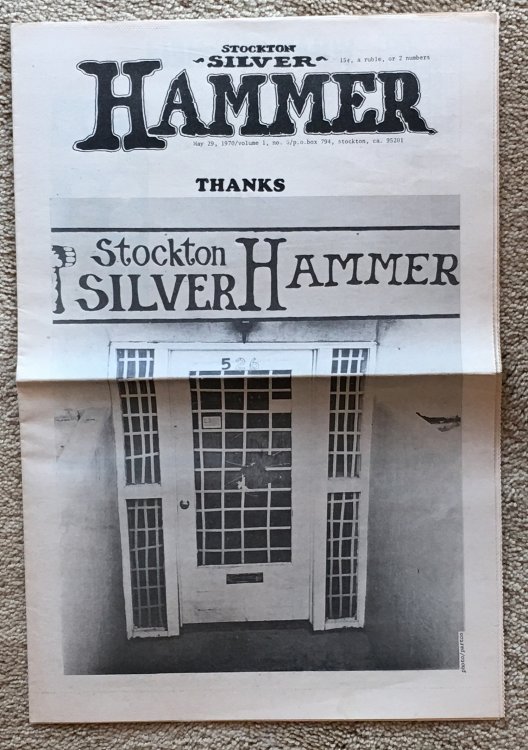 STOCKTON
~SILVER~
15¢, a ruble, or 2 numbers
HAMMER
May 29, 1970/volume 1, no. 6/p.o.box 794, stockton, ca. 95201
THANKS
Stockton
SILVER HAMMER
526